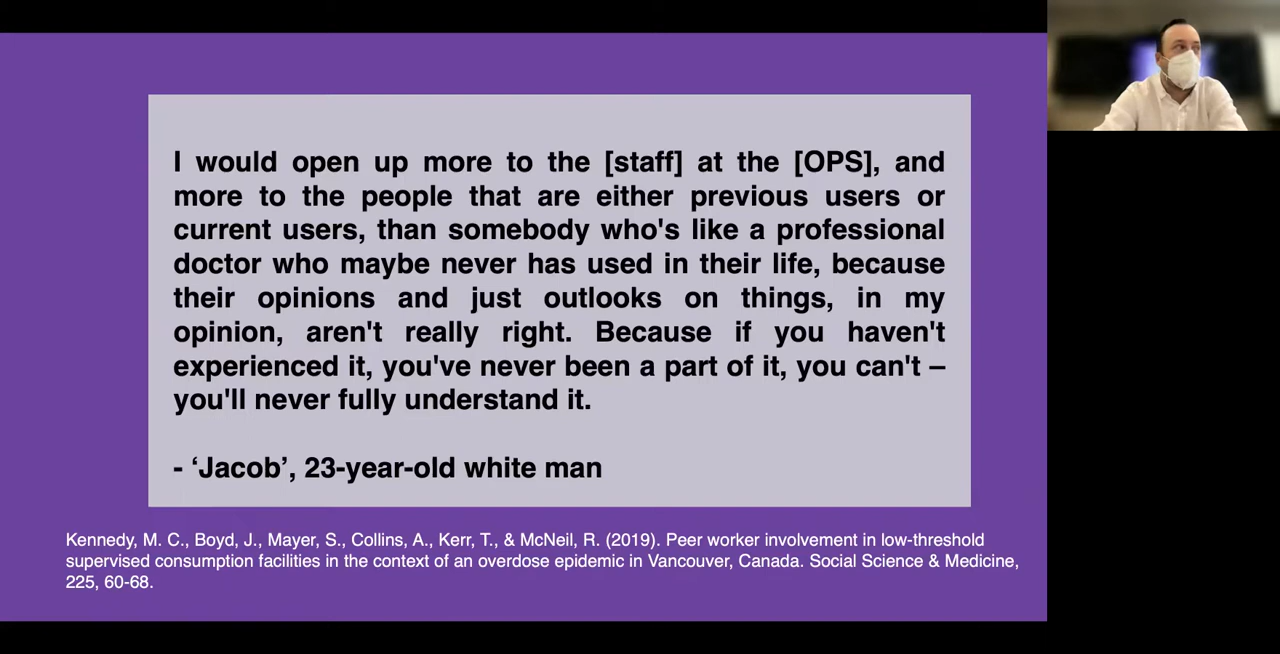 I would open up more to the [staff] at the [OPS], and
more to the people that are either previous users or
current users, than somebody who's like a professional
doctor who maybe never has used in their life, because
their opinions and just outlooks on things, in my
opinion, aren't really right. Because if you haven't
experienced it, you've never been a part of it, you can't –
you'll never fully understand it.
- ‘Jacob’, 23-year-old white man
Kennedy, M. C., Boyd, J., Mayer, S., Collins, A., Kerr, T., & McNeil, R. (2019). Peer worker involvement in low-threshold
supervised consumption facilities in the context of an overdose epidemic in Vancouver, Canada. Social Science & Medicine,
225, 60-68.